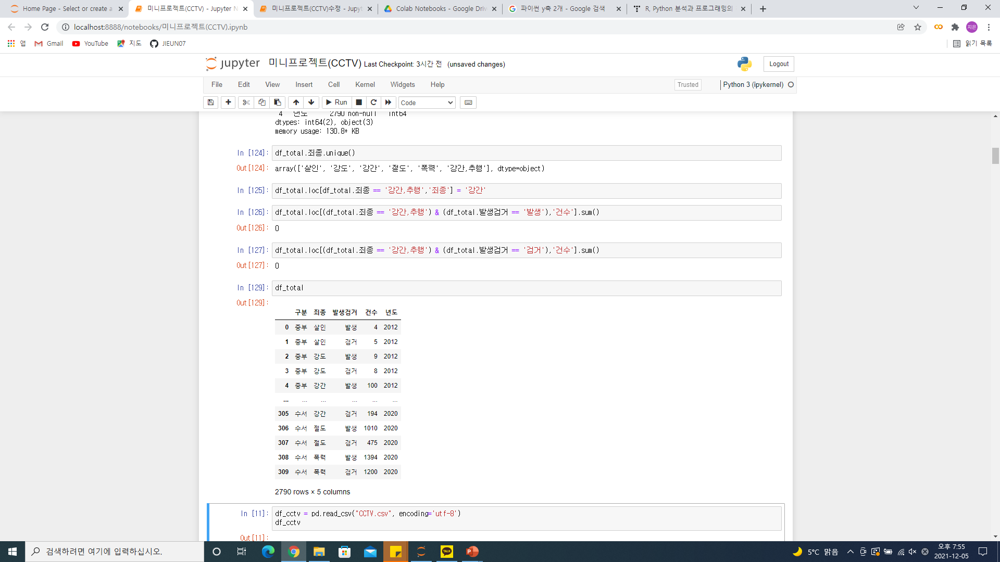 Home Page - Select or create a
미니프로젝트(CCTV) - Jupyter N
미니프로젝트(CCTV)수정 - Jupyt
Colab Notebooks - Google Driv
파이썬 y축 2개 - Google 검색
R, Python 분석과 프로그래밍의
localhost:8888/notebooks/미니프로젝트(CCTV).ipynb
지은
앱 Gmail YouTube 지도 JIEUN07 읽기 목록
jupyter 미니프로젝트(CCTV) Last Checkpoint: 3시간 전 (unsaved changes) Logout
File Edit View Insert Cell Kernel Widgets Help Trusted Python 3 (ipykernel)
Run Code
4 년도 2790 non-null int64
dtypes: int64(2), object(3)
memory usage: 130.8+ KB
In [124]: df_total.죄종.unique()
Out[124]: array(['살인', '강도', '강간', '절도', '폭력', '강간,추행'], dtype=object)
In [125]: df_total.loc[df_total.죄종 == '강간,추행','죄종'] = '강간'
In [126]: df_total.loc[(df_total.죄종 == '강간,추행') & (df_total.발생검거 == '발생'),'건수'].sum()
Out[126]: 0
In [127]: df_total.loc[(df_total.죄종 == '강간,추행') & (df_total.발생검거 == '검거'),'건수'].sum()
Out[127]: 0
In [129]: df_total
Out[129]:
구분 죄종 발생검거 건수 년도
0 중부 살인 발생 4 2012
1 중부 살인 검거 5 2012
2 중부 강도 발생 9 2012
3 중부 강도 검거 8 2012
4 중부 강간 발생 100 2012
... ... ... ... ... ...
305 수서 강간 검거 194 2020
306 수서 절도 발생 1010 2020
307 수서 절도 검거 475 2020
308 수서 폭력 발생 1394 2020
309 수서 폭력 검거 1200 2020
2790 rows × 5 columns
In [11]: df_cctv = pd.read_csv("CCTV.csv", encoding='utf-8')
df_cctv
Out[11]:
검색하려면 여기에 입력하십시오.
TALK
5°C 맑음
오후 7:55
2021-12-05